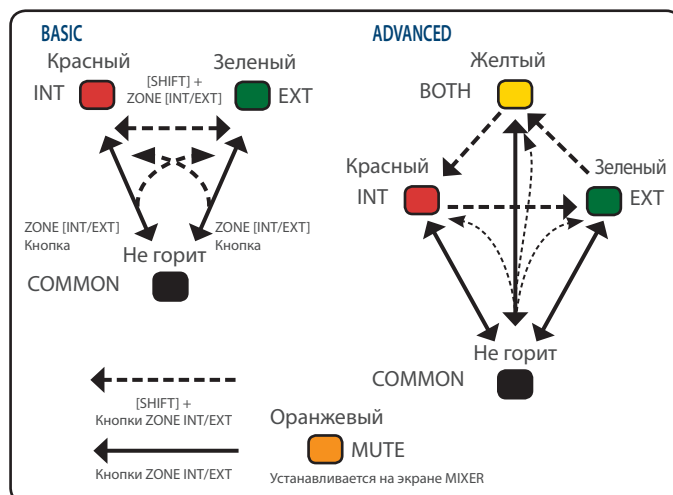 BASIC
Красный
Зеленый
INT
[SHIFT] +
ZONE [INT/EXT]
EXT
ZONE [INT/EXT]
Кнопка
ZONE [INT/EXT]
Кнопка
Не горит
COMMON
[SHIFT] +
Кнопки ZONE INT/EXT
Кнопки ZONE INT/EXT
ADVANCED
Желтый
BOTH
Красный
INT
Зеленый
EXT
Не горит
COMMON
Оранжевый
MUTE
Устанавливается на экране MIXER